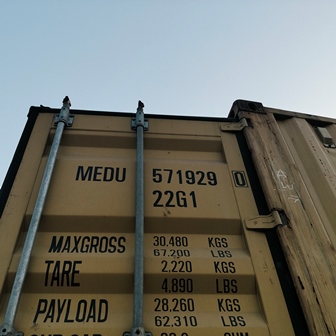 MEDU 571929 0
22G1
MAXGROSS 30,480 KGS
67,200 LBS
TARE 2.220 KGS
4.890 LBS
PAYLOAD 28,260 KGS
62,310 LBS